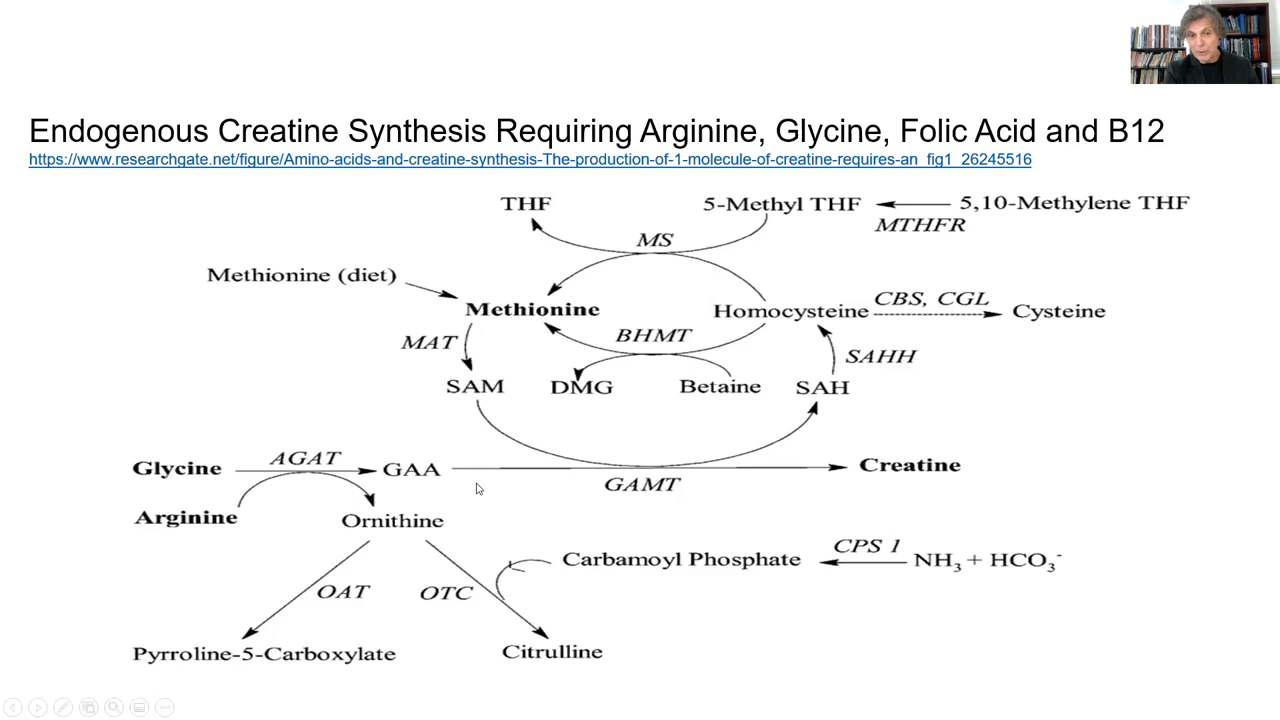 Endogenous Creatine Synthesis Requiring Arginine, Glycine, Folic Acid and B12
https://www.researchgate.net/figure/Amino-acids-and-creatine-synthesis-The-production-of-1-molecule-of-creatine-requires-an_fig1_26245516
THF 5-Methyl THF 5,10-Methylene THF
MTHFR
MS
Methionine (diet)
Methionine Homocysteine CBS, CGL Cysteine
MAT BHMT SAHH
SAM DMG Betaine SAH
Glycine AGAT GAA Creatine
GAMT
Arginine Ornithine
Carbamoyl Phosphate CPS 1 NH3 + HCO3-
OAT OTC
Pyrroline-5-Carboxylate Citrulline